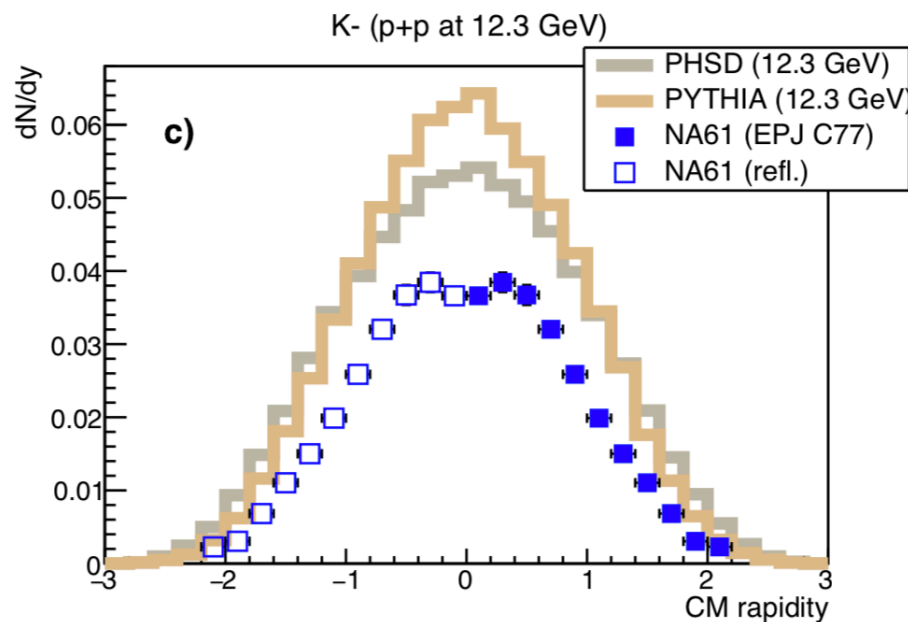 K- (p+p at 12.3 GeV)
dN/dy
c)
PHSD (12.3 GeV)
PYTHIA (12.3 GeV)
NA61 (EPJ C77)
NA61 (refl.)
0.06
0.05
0.04
0.03
0.02
0.01
0
−3 −2 −1 0 1 2 3
CM rapidity